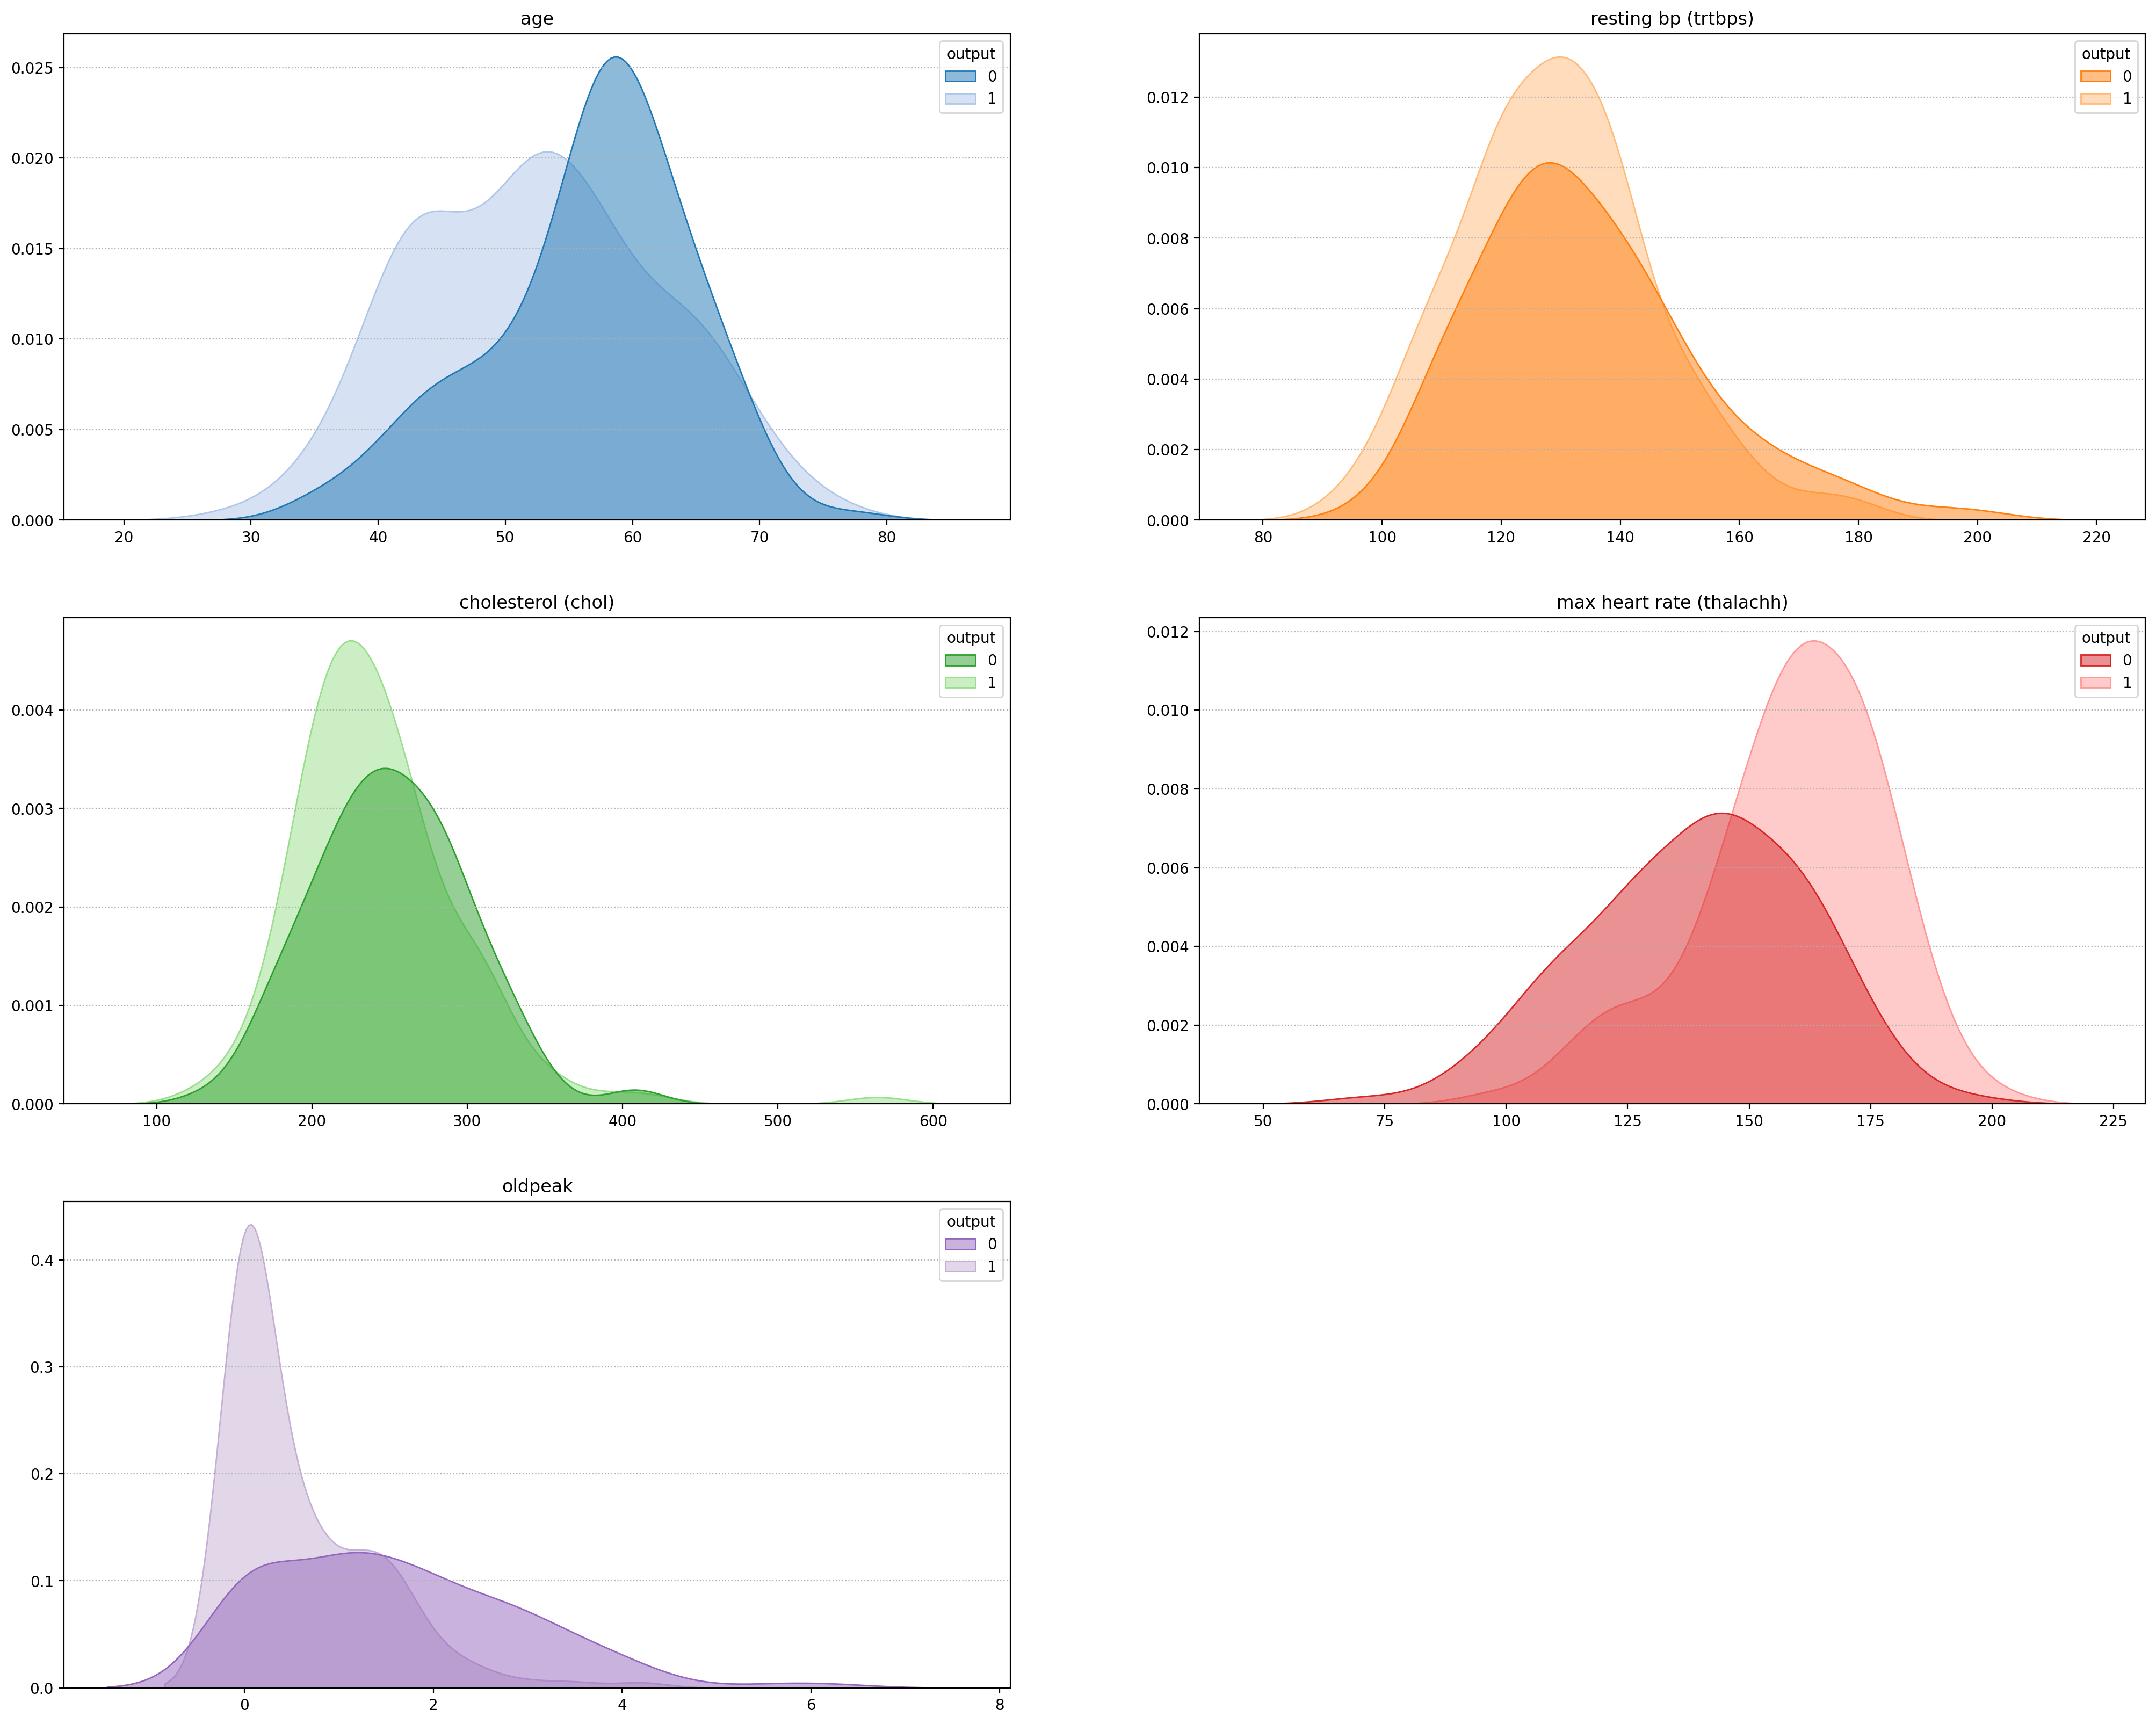 age
output
0
1
0.025
0.020
0.015
0.010
0.005
0.000
20 30 40 50 60 70 80
resting bp (trtbps)
output
0
1
0.012
0.010
0.008
0.006
0.004
0.002
0.000
80 100 120 140 160 180 200 220
cholesterol (chol)
output
0
1
0.004
0.003
0.002
0.001
0.000
100 200 300 400 500 600
max heart rate (thalachh)
output
0
1
0.012
0.010
0.008
0.006
0.004
0.002
0.000
50 75 100 125 150 175 200 225
oldpeak
output
0
1
0.4
0.3
0.2
0.1
0.0
0 2 4 6 8